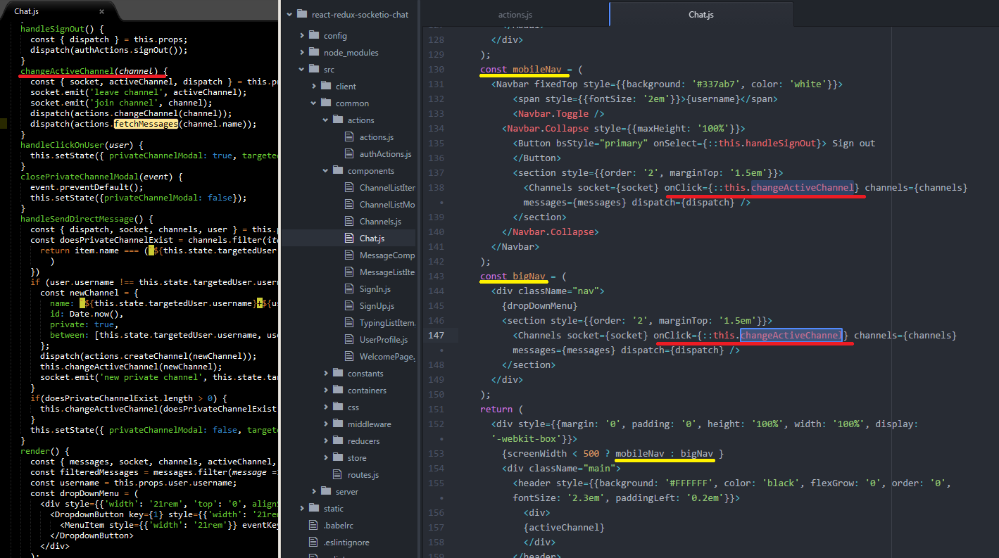 Chat.js ×
handleSignOut() {
const { dispatch } = this.props;
dispatch(authActions.signOut());
}
changeActiveChannel(channel) {
const { socket, activeChannel, dispatch } = this.p
socket.emit('leave channel', activeChannel);
socket.emit('join channel', channel);
dispatch(actions.changeChannel(channel));
dispatch(actions.fetchMessages(channel.name));
}
handleClickOnUser(user) {
this.setState({ privateChannelModal: true, targete
}
closePrivateChannelModal(event) {
event.preventDefault();
this.setState({privateChannelModal: false});
}
handleSendDirectMessage() {
const { dispatch, socket, channels, user } = this.p
const doesPrivateChannelExist = channels.filter(ite
return item.name === (`${this.state.targetedUser
)
})
if (user.username !== this.state.targetedUser.user
const newChannel = {
name: `${this.state.targetedUser.username}+${us
id: Date.now(),
private: true,
between: [this.state.targetedUser.username, use
};
dispatch(actions.createChannel(newChannel));
this.changeActiveChannel(newChannel);
socket.emit('new private channel', this.state.ta
}
if(doesPrivateChannelExist.length > 0) {
this.changeActiveChannel(doesPrivateChannelExist
}
this.setState({ privateChannelModal: false, targete
}
render() {
const { messages, socket, channels, activeChannel,
const filteredMessages = messages.filter(message =
const username = this.props.user.username;
const dropDownMenu = (
<div style={{'width': '21rem', 'top': '0', alignS
<DropdownButton key={1} style={{'width': '21rem
<MenuItem style={{'width': '21rem'}} eventKey
</DropdownButton>
</div>
);
react-redux-socketio-chat
config
node_modules
src
client
common
actions
actions.js
authActions.js
components
ChannelListIter
ChannelListMo
Channels.js
Chat.js
MessageComp
MessageListIte
SignIn.js
SignUp.js
TypingListItem.
UserProfile.js
WelcomePage.
constants
containers
css
middleware
reducers
store
routes.js
server
static
.babelrc
.eslintignore
actions.js
Chat.js
127 </Modal>
128 </div>
129 );
130 const mobileNav = (
131 <Navbar fixedTop style={{background: '#337ab7', color: 'white'}}>
132 <span style={{fontSize: '2em'}}>{username}</span>
133 <Navbar.Toggle />
134 <Navbar.Collapse style={{maxHeight: '100%'}}>
135 <Button bsStyle="primary" onSelect={::this.handleSignOut}> Sign out
136 </Button>
137 <section style={{order: '2', marginTop: '1.5em'}}>
138 <Channels socket={socket} onClick={::this.changeActiveChannel} channels={channels}
• messages={messages} dispatch={dispatch} />
139 </section>
140 </Navbar.Collapse>
141 </Navbar>
142 );
143 const bigNav = (
144 <div className="nav">
145 {dropDownMenu}
146 <section style={{order: '2', marginTop: '1.5em'}}>
147 <Channels socket={socket} onClick={::this.changeActiveChannel} channels={channels}
• messages={messages} dispatch={dispatch} />
148 </section>
149 </div>
150 );
151 return (
152 <div style={{margin: '0', padding: '0', height: '100%', width: '100%', display:
• '-webkit-box'}}>
153 {screenWidth < 500 ? mobileNav : bigNav }
154 <div className="main">
155 <header style={{background: '#FFFFFF', color: 'black', flexGrow: '0', order: '0',
• fontSize: '2.3em', paddingLeft: '0.2em'}}>
156 <div>
157 {activeChannel}
158 </div>
159 </header>